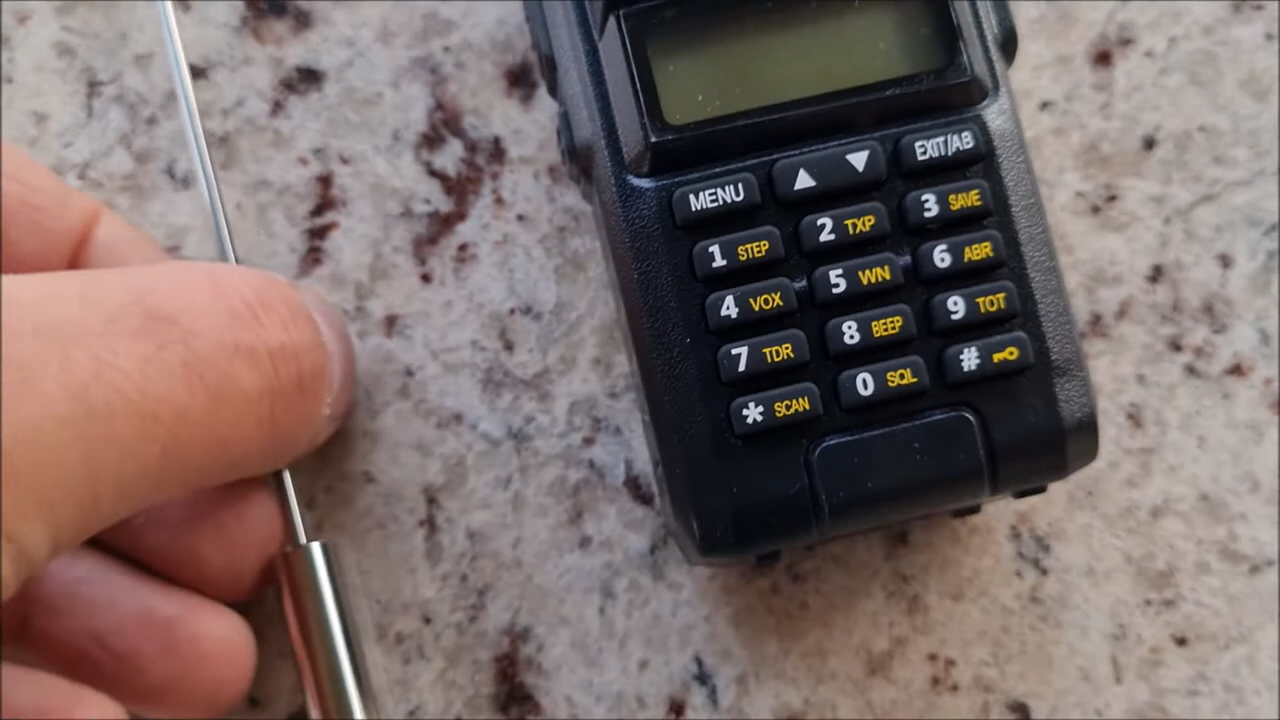 MENU ▲ ▼ EXIT/AB
1 STEP 2 TXP 3 SAVE
4 VOX 5 WN 6 ABR
7 TDR 8 BEEP 9 TOT
* SCAN 0 SQL #